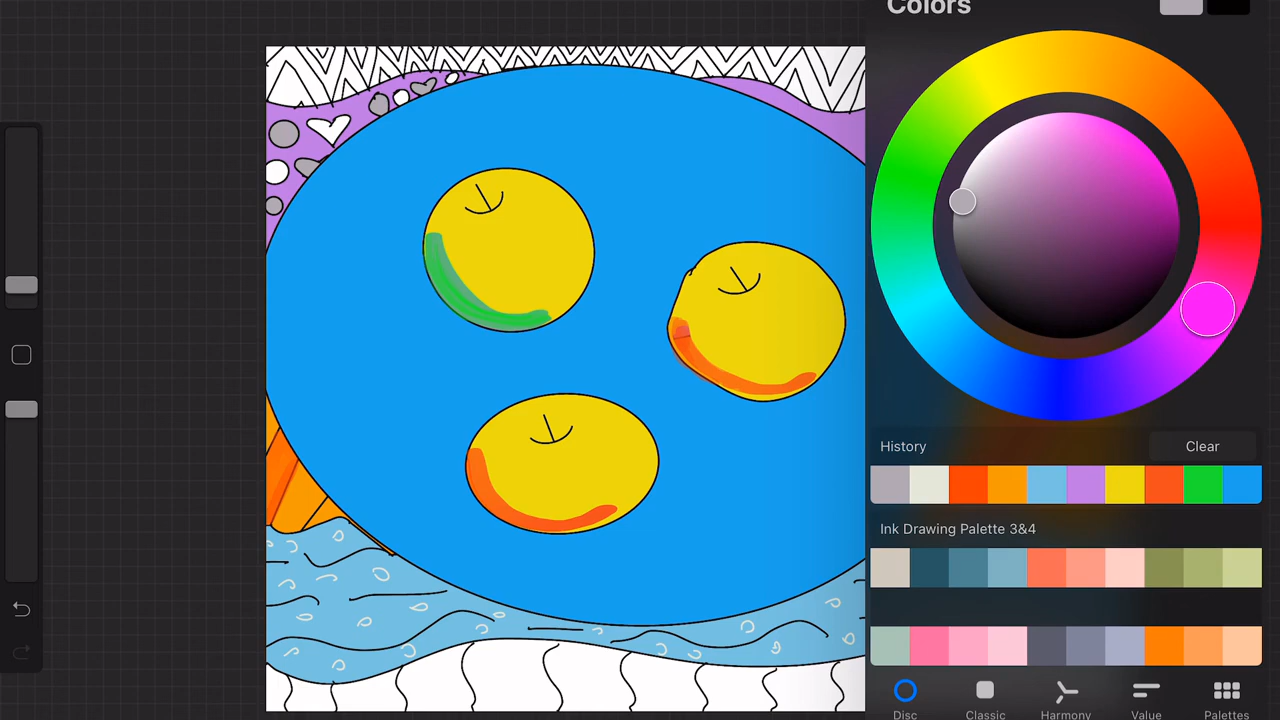 Colors
History
Clear
Ink Drawing Palette 3&4
Disc
Classic
Harmony
Value
Palettes